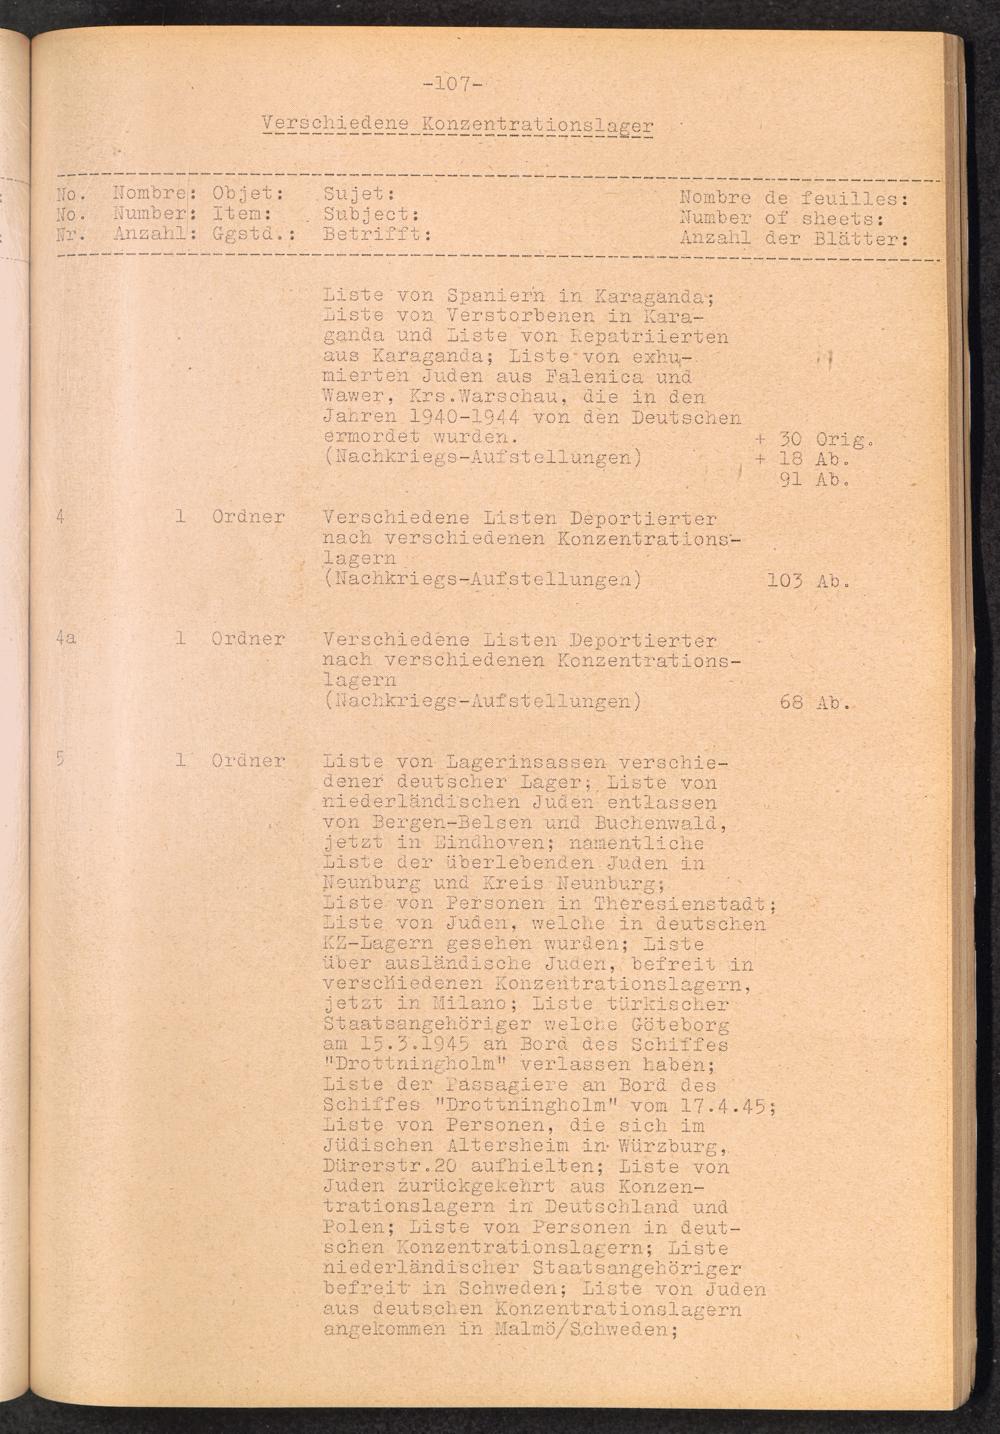 -107-
Verschiedene Konzentrationslager
No. Nombre: Objet: Sujet: Nombre de feuilles:
No. Number: Item: Subject: Number of sheets:
Nr. Anzahl: Ggstd.: Betrifft: Anzahl der Blätter:
Liste von Spaniern in Karaganda;
Liste von Verstorbenen in Kara-
ganda und Liste von Repatriierten
aus Karaganda; Liste von exhu-
mierten Juden aus Falenica und
Wawer, Krs.Warschau, die in den
Jahren 1940-1944 von den Deutschen
ermordet wurden. + 30 Orig.
(Nachkriegs-Aufstellungen) + 18 Ab.
91 Ab.
4 1 Ordner Verschiedene Listen Deportierter
nach verschiedenen Konzentrations-
lagern
(Nachkriegs-Aufstellungen) 103 Ab.
4a 1 Ordner Verschiedene Listen Deportierter
nach verschiedenen Konzentrations-
lagern
(Nachkriegs-Aufstellungen) 68 Ab.
5 1 Ordner Liste von Lagerinsassen verschie-
dener deutscher Lager; Liste von
niederländischen Juden entlassen
von Bergen-Belsen und Buchenwald,
jetzt in Eindhoven; namentliche
Liste der überlebenden Juden in
Neunburg und Kreis Neunburg;
Liste von Personen in Theresienstadt;
Liste von Juden, welche in deutschen
KZ-Lagern gesehen wurden; Liste
über ausländische Juden, befreit in
verschiedenen Konzentrationslagern,
jetzt in Milano; Liste türkischer
Staatsangehöriger welche Göteborg
am 15.3.1945 an Bord des Schiffes
"Drottningholm" verlassen haben;
Liste der Passagiere an Bord des
Schiffes "Drottningholm" vom 17.4.45;
Liste von Personen, die sich im
Jüdischen Altersheim in Würzburg,
Dürerstr.20 aufhielten; Liste von
Juden zurückgekehrt aus Konzen-
trationslagern in Deutschland und
Polen; Liste von Personen in deut-
schen Konzentrationslagern; Liste
niederländischer Staatsangehöriger
befreit in Schweden; Liste von Juden
aus deutschen Konzentrationslagern
angekommen in Malmö/Schweden;